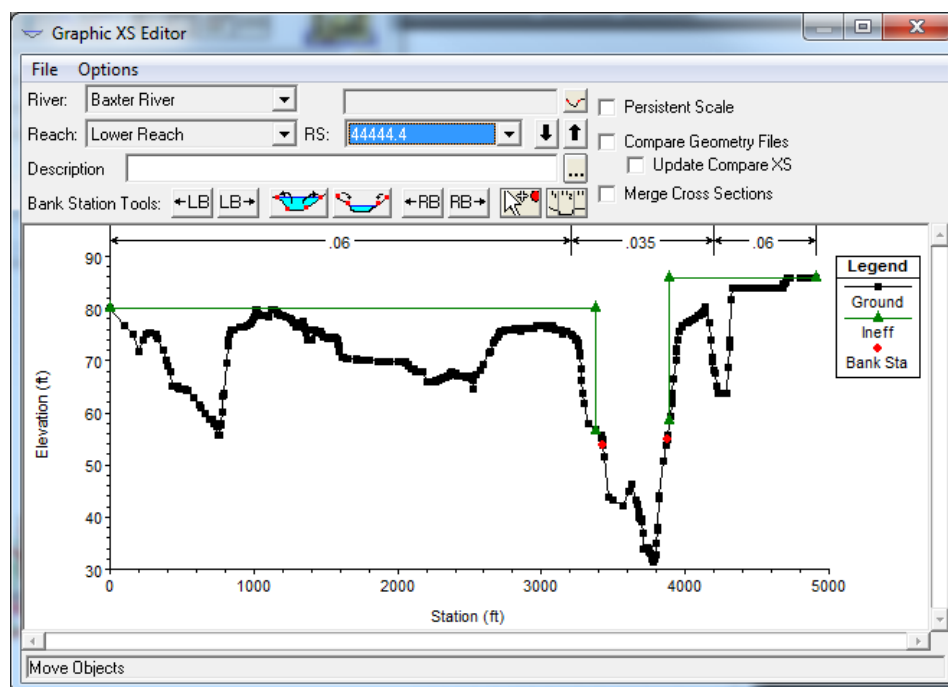 Graphic XS Editor
File Options
River: Baxter River
Reach: Lower Reach RS: 44444.4
Description ...
Bank Station Tools: ←LB LB→ ←RB RB→
Persistent Scale
Compare Geometry Files
Update Compare XS
Merge Cross Sections
.06 .035 .06
90
80
70
60
50
40
30
Elevation (ft)
0 1000 2000 3000 4000 5000
Station (ft)
Legend
Ground
Ineff
Bank Sta
Move Objects